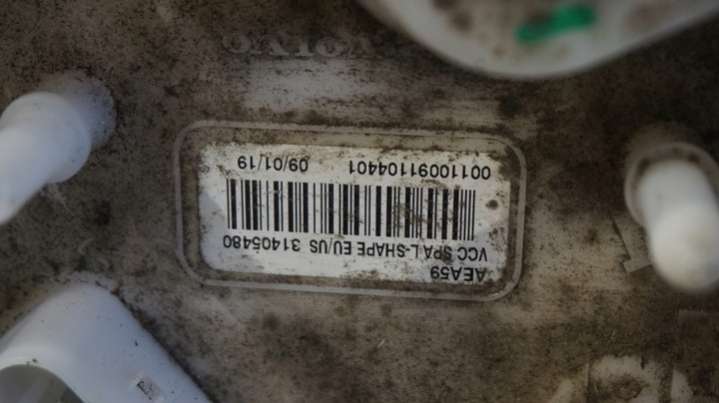 AEA59
VCC SPA L-SHAPE EU/US 31405480
00110091104401 09/01/19
VOLVO